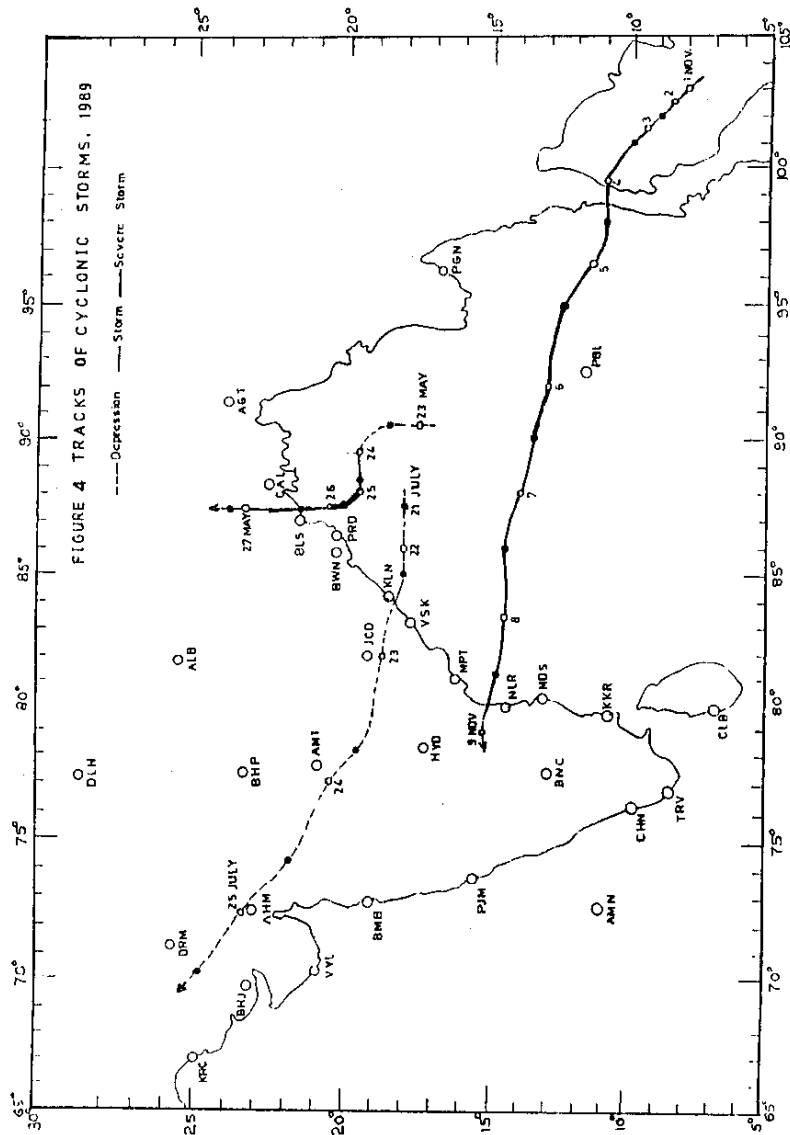 FIGURE 4 TRACKS OF CYCLONIC STORMS, 1989
---Depression —Storm —Severe Storm
30°
25°
20°
15°
10°
5°
65°
70°
75°
80°
85°
90°
95°
100°
105°
KRC
BHJ
DRM
25 JULY
AHM
VVL
BMB
PJM
AMN
DLH
BHP
AMT
24
HYD
BNC
CHN
TRV
ALB
JGD
23
9 NOV
MPT
NLR
MDS
KKR
CLB
27 MAY
26
25
24
23 MAY
CAL
AGT
BLS
BWN
PRD
KLN
VSK
22
21 JULY
8
7
6
PBL
5
RGN
3
2
1 NOV.